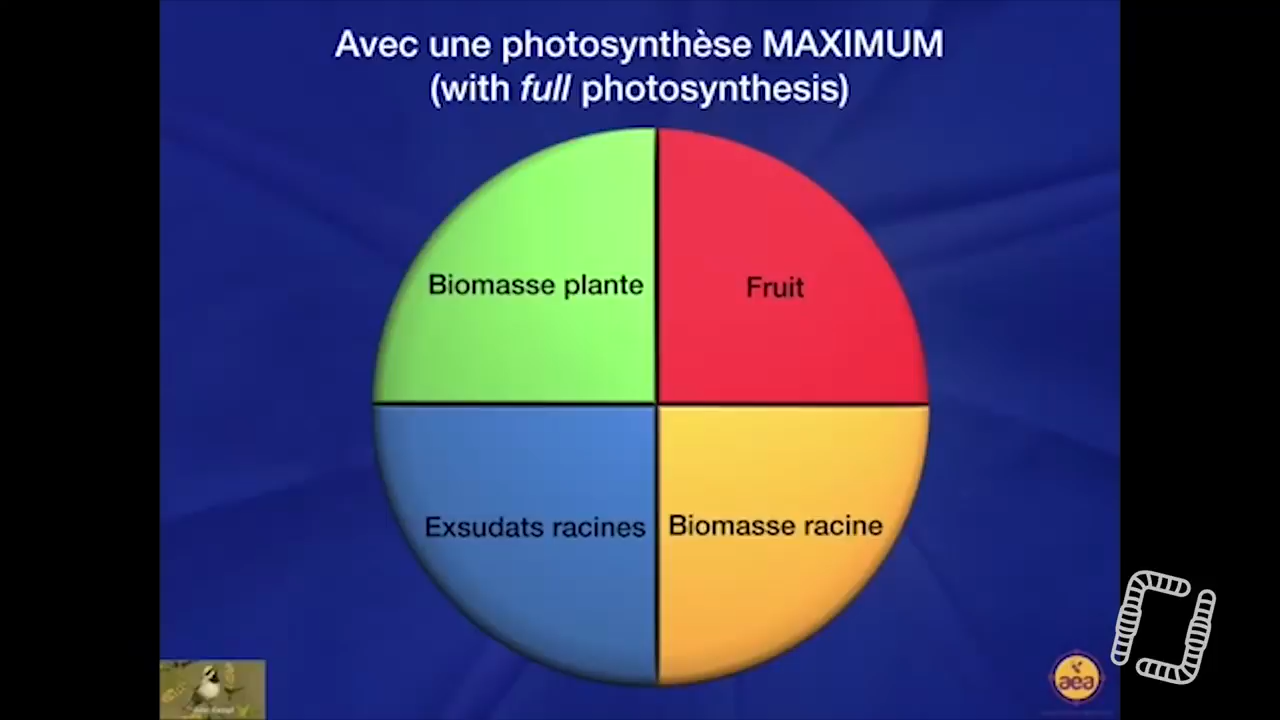 Avec une photosynthèse MAXIMUM
(with full photosynthesis)
Biomasse plante
Fruit
Exsudats racines
Biomasse racine
aea